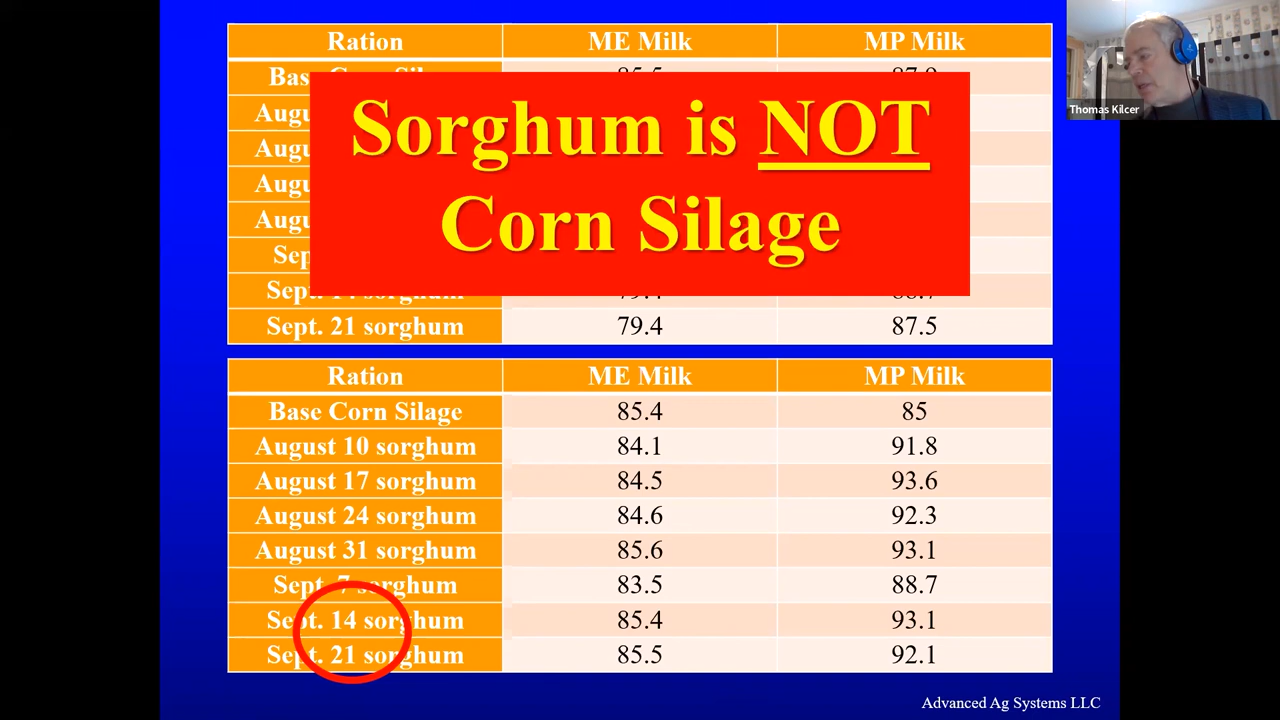 Ration ME Milk MP Milk
Sorghum is NOT
Corn Silage
Sept. 21 sorghum 79.4 87.5
Ration ME Milk MP Milk
Base Corn Silage 85.4 85
August 10 sorghum 84.1 91.8
August 17 sorghum 84.5 93.6
August 24 sorghum 84.6 92.3
August 31 sorghum 85.6 93.1
Sept. 7 sorghum 83.5 88.7
Sept. 14 sorghum 85.4 93.1
Sept. 21 sorghum 85.5 92.1
Advanced Ag Systems LLC
Thomas Kilcer